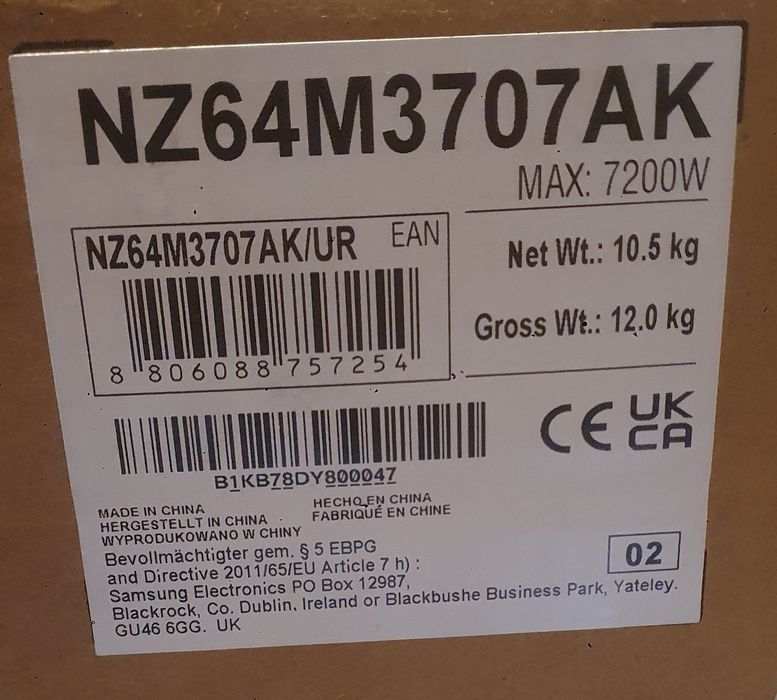 NZ64M3707AK
MAX: 7200W
NZ64M3707AK/UR EAN
8 806088 757254
Net Wt.: 10.5 kg
Gross Wt.: 12.0 kg
B1KB78DY800047
CE UK CA
MADE IN CHINA
HERGESTELLT IN CHINA
WYPRODUKOWANO W CHINY
HECHO EN CHINA
FABRIQUÉ EN CHINE
Bevollmächtigter gem. § 5 EBPG
and Directive 2011/65/EU Article 7 h) :
Samsung Electronics PO Box 12987,
Blackrock, Co. Dublin. Ireland or Blackbushe Business Park, Yateley.
GU46 6GG. UK
02